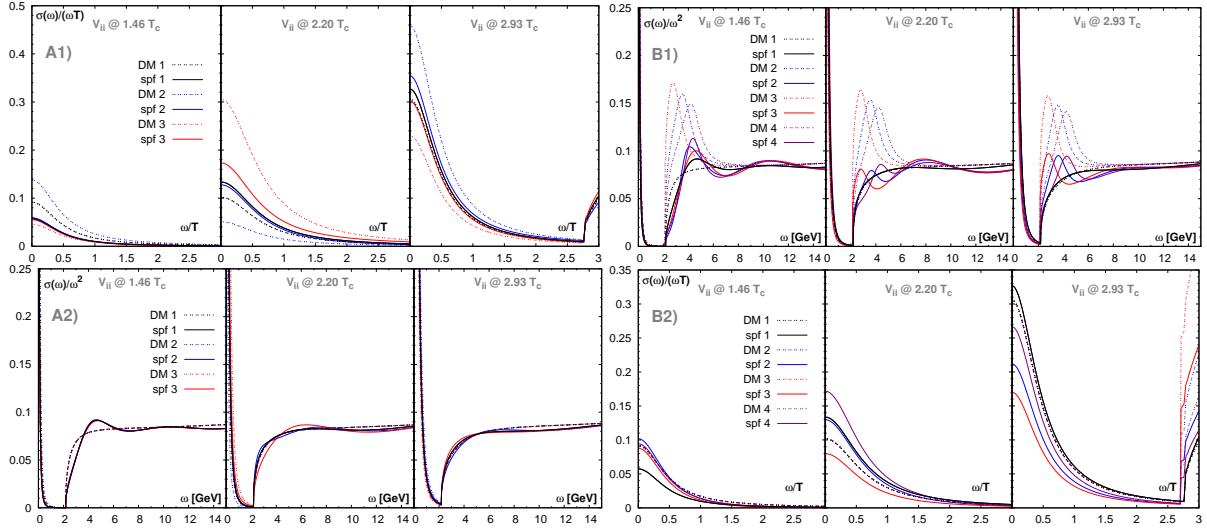 σ(ω)/(ωT)
V_ii @ 1.46 T_c
V_ii @ 2.20 T_c
V_ii @ 2.93 T_c
A1)
DM 1
spf 1
DM 2
spf 2
DM 3
spf 3
0.5
0.4
0.3
0.2
0.1
0
ω/T
ω/T
ω/T
0 0.5 1 1.5 2 2.5
0 0.5 1 1.5 2 2.5
0 0.5 1 1.5 2 2.5 3
σ(ω)/ω²
V_ii @ 1.46 T_c
V_ii @ 2.20 T_c
V_ii @ 2.93 T_c
B1)
DM 1
spf 1
DM 2
spf 2
DM 3
spf 3
DM 4
spf 4
0.25
0.2
0.15
0.1
0.05
0
ω [GeV]
ω [GeV]
ω [GeV]
0 2 4 6 8 10 12 14
0 2 4 6 8 10 12 14
0 2 4 6 8 10 12 14
σ(ω)/ω²
V_ii @ 1.46 T_c
V_ii @ 2.20 T_c
V_ii @ 2.93 T_c
A2)
DM 1
spf 1
DM 2
spf 2
DM 3
spf 3
0.25
0.2
0.15
0.1
0.05
0
ω [GeV]
ω [GeV]
ω [GeV]
0 2 4 6 8 10 12 14
0 2 4 6 8 10 12 14
0 2 4 6 8 10 12 14
σ(ω)/(ωT)
V_ii @ 1.46 T_c
V_ii @ 2.20 T_c
V_ii @ 2.93 T_c
B2)
DM 1
spf 1
DM 2
spf 2
DM 3
spf 3
DM 4
spf 4
0.35
0.3
0.25
0.2
0.15
0.1
0.05
0
ω/T
ω/T
ω/T
0 0.5 1 1.5 2 2.5
0 0.5 1 1.5 2 2.5
0 0.5 1 1.5 2 2.5 3